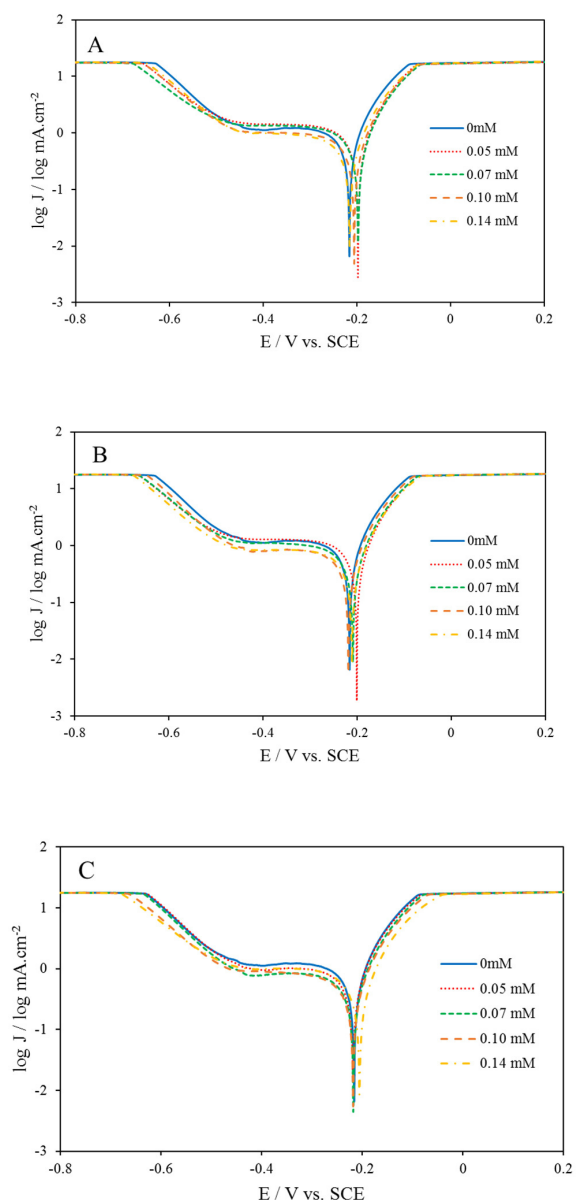 A
2
1
0
-1
-2
-3
log J / log mA.cm-2
-0.8 -0.6 -0.4 -0.2 0 0.2
E / V vs. SCE
0mM
0.05 mM
0.07 mM
0.10 mM
0.14 mM
B
2
1
0
-1
-2
-3
log J / log mA.cm-2
-0.8 -0.6 -0.4 -0.2 0 0.2
E / V vs. SCE
0mM
0.05 mM
0.07 mM
0.10 mM
0.14 mM
C
2
1
0
-1
-2
-3
log J / log mA.cm-2
-0.8 -0.6 -0.4 -0.2 0 0.2
E / V vs. SCE
0mM
0.05 mM
0.07 mM
0.10 mM
0.14 mM